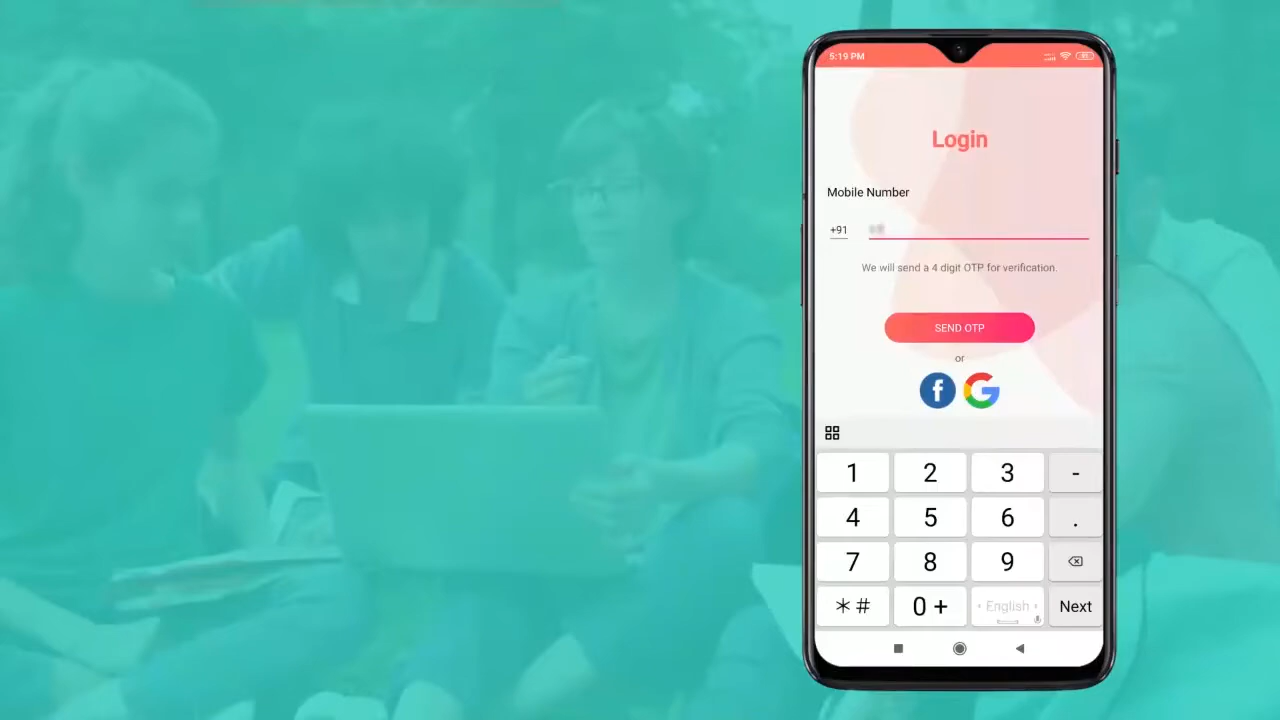 5:19 PM
Login
Mobile Number
+91
We will send a 4 digit OTP for verification.
SEND OTP
or
f G
1 2 3 -
4 5 6 .
7 8 9
*# 0 + English Next